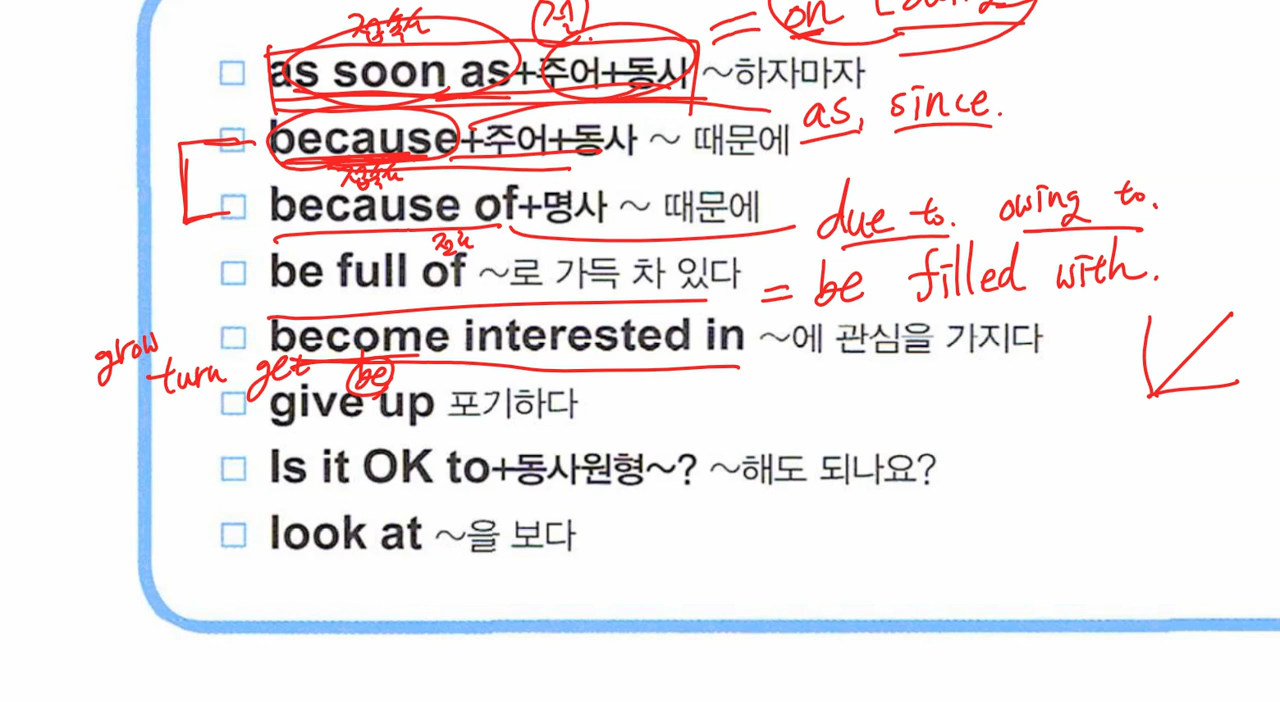 접속사 절.
as soon as+주어+동사 ~하자마자 = on
because+주어+동사 ~ 때문에 as, since.
접속사
because of+명사 ~ 때문에 due to. owing to.
be full of ~로 가득 차 있다 = be filled with.
become interested in ~에 관심을 가지다
grow turn get be
give up 포기하다
Is it OK to+동사원형~? ~해도 되나요?
look at ~을 보다